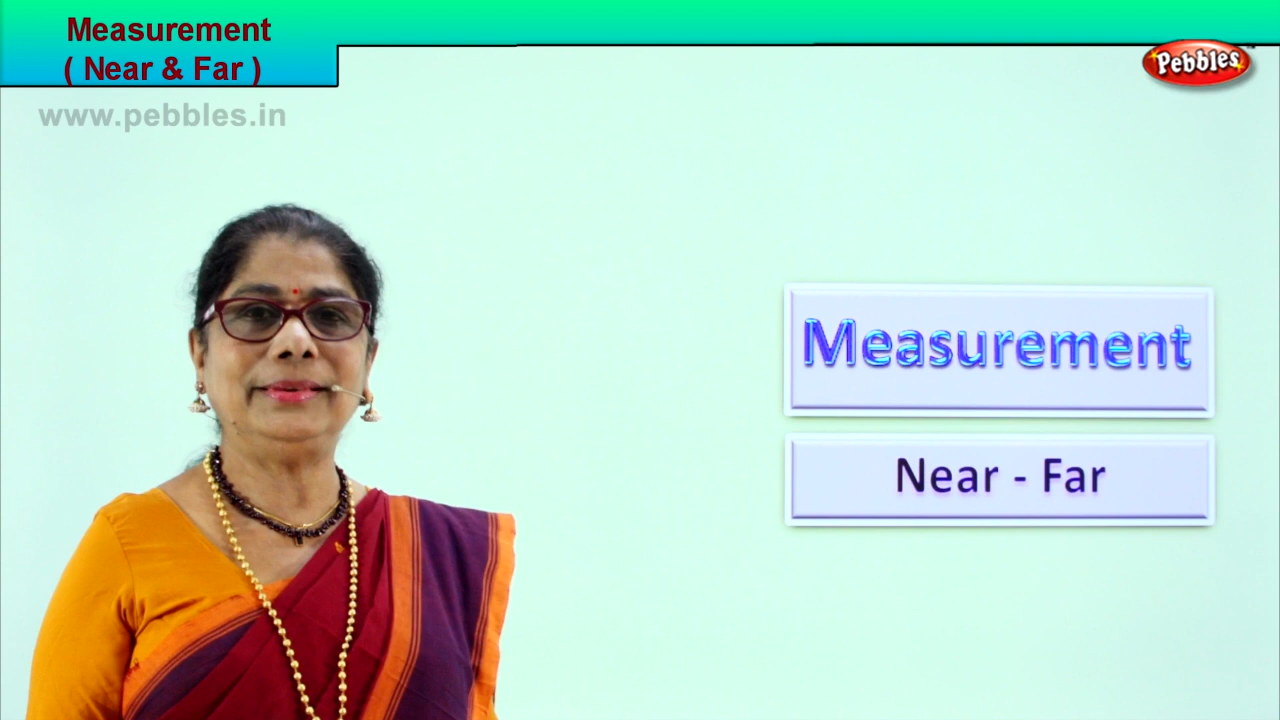 Measurement
( Near & Far )
Pebbles
www.pebbles.in
Measurement
Near - Far